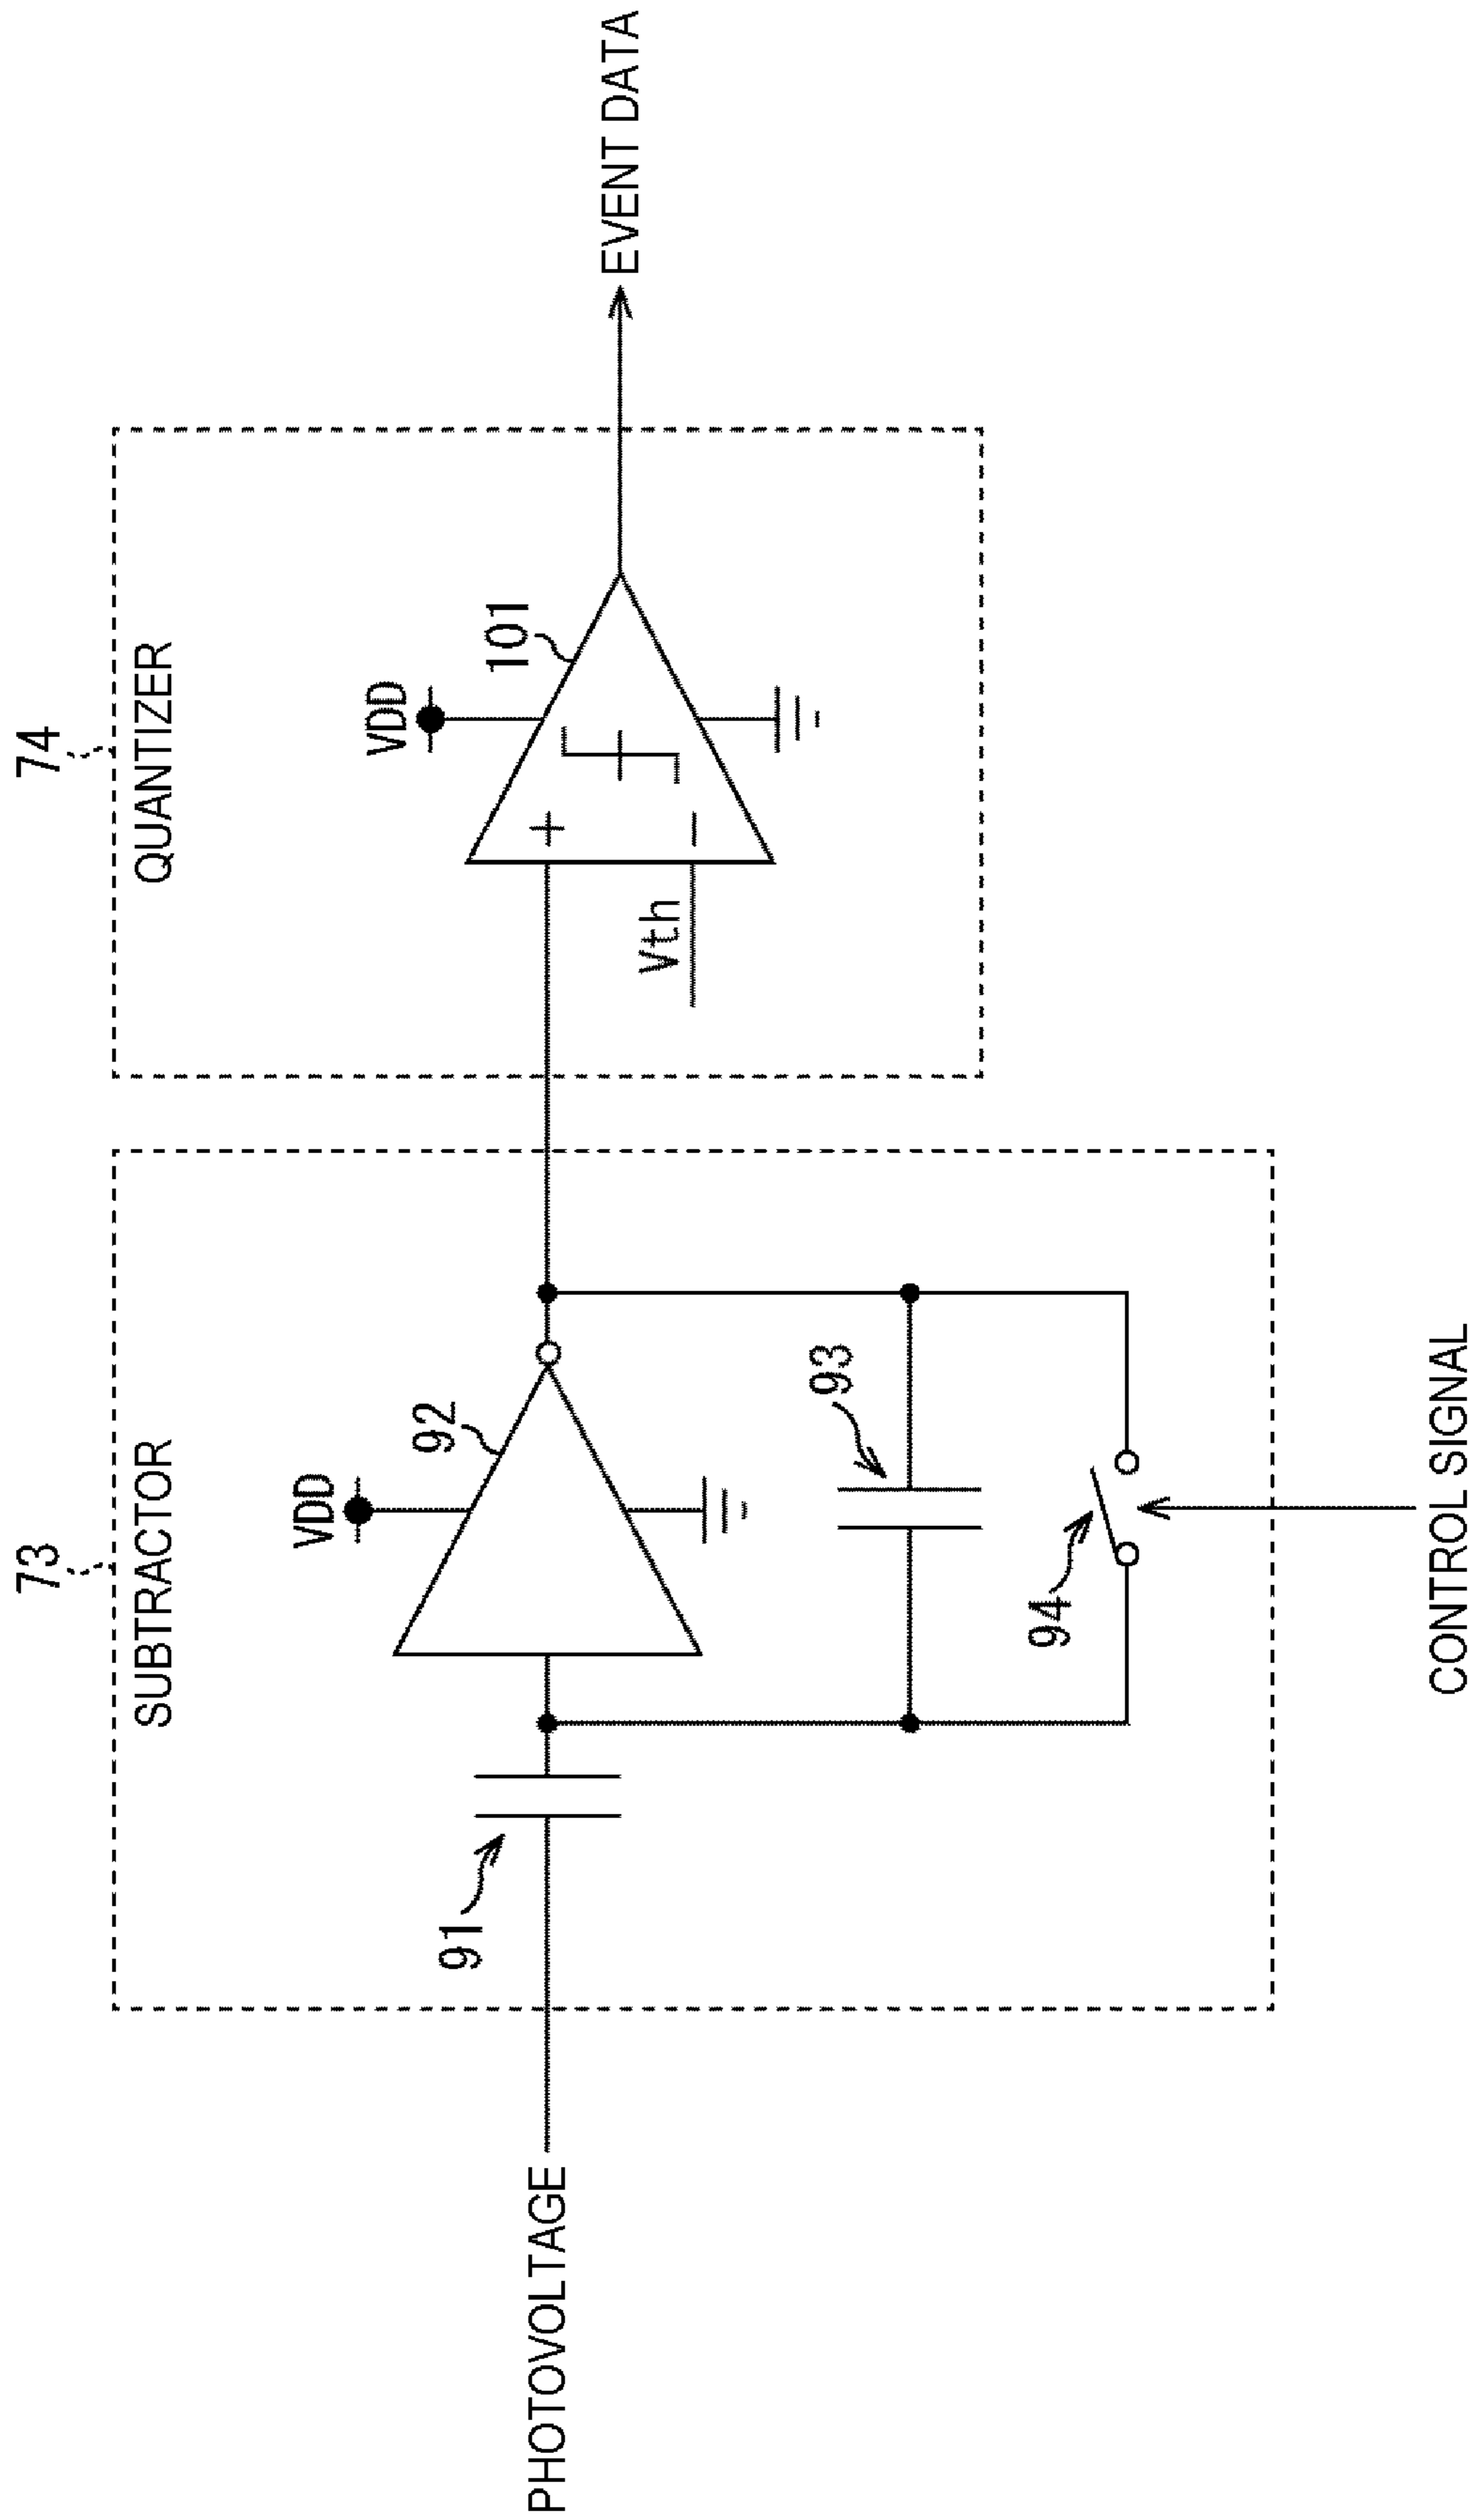 73
SUBTRACTOR
74
QUANTIZER
VDD
92
VDD
101
PHOTOVOLTAGE
91
93
94
Vth
+
−
EVENT DATA
CONTROL SIGNAL